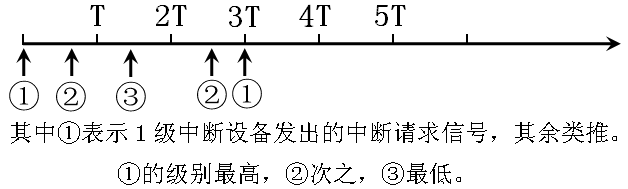 T 2T 3T 4T 5T
① ② ③ ② ①
其中①表示1级中断设备发出的中断请求信号，其余类推。
①的级别最高，②次之，③最低。